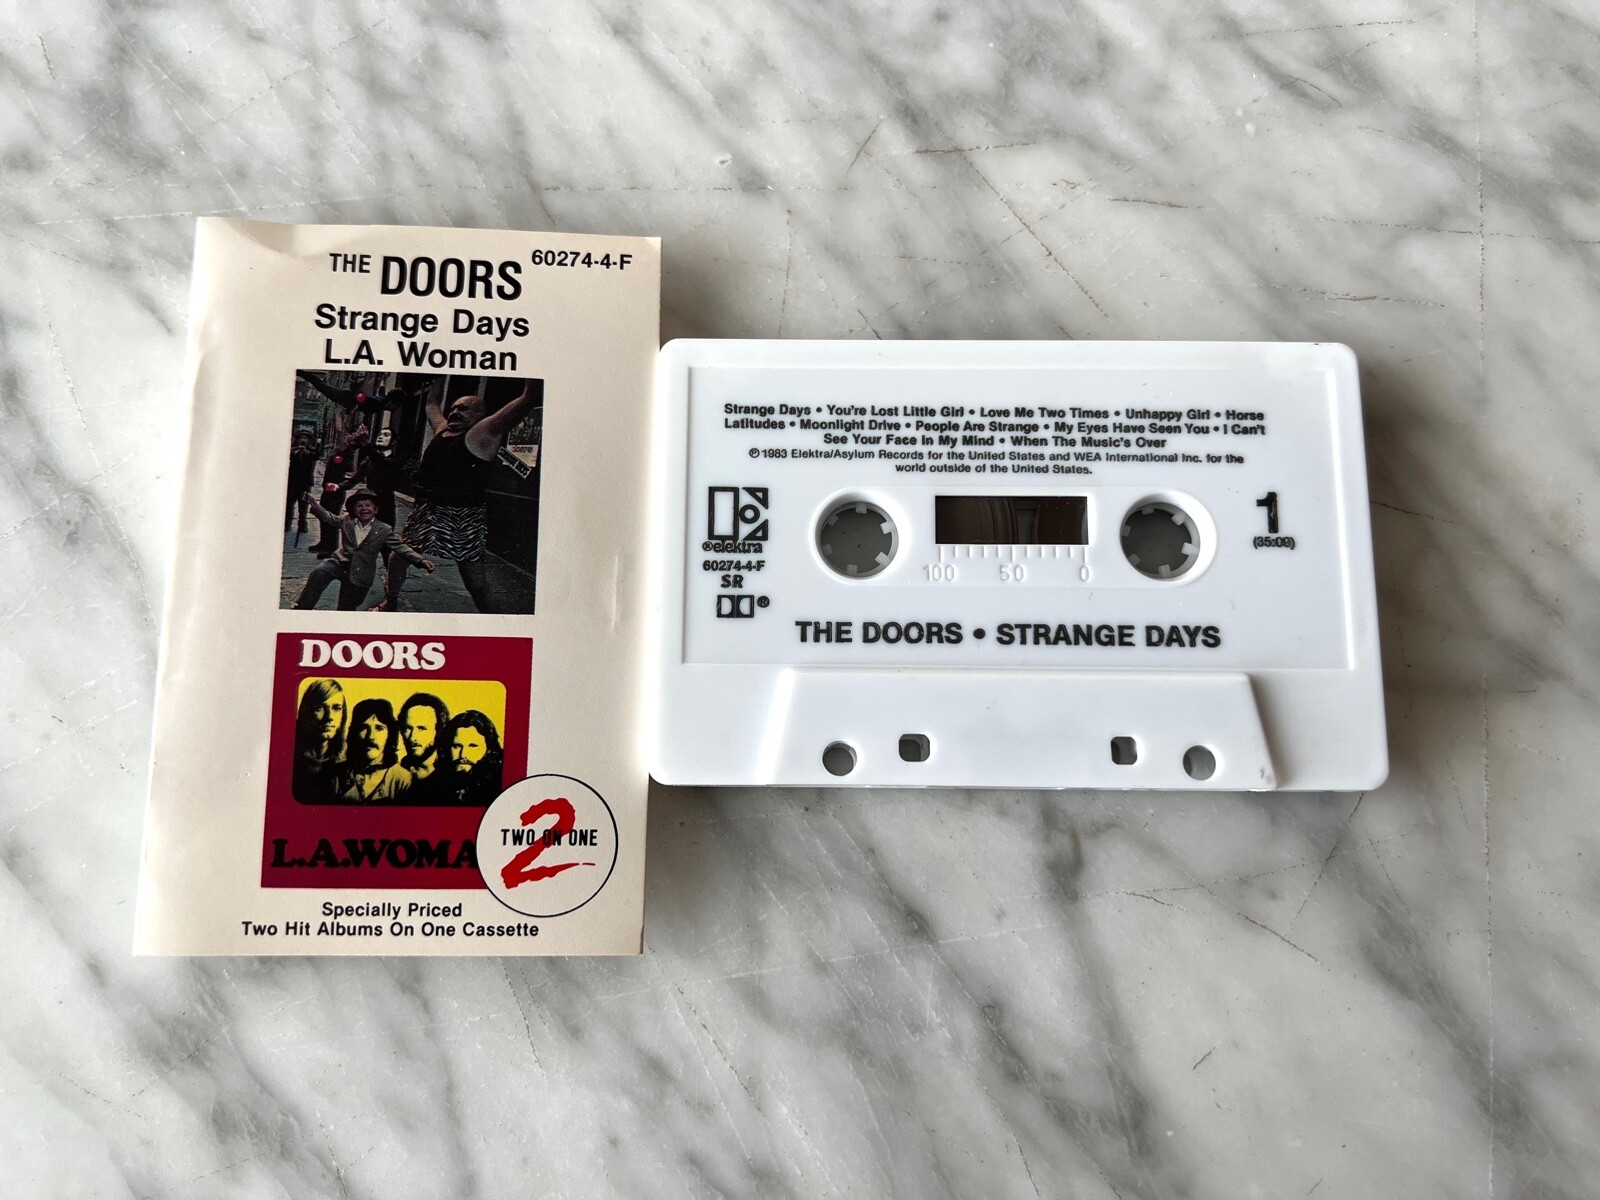 THE DOORS
60274-4-F
Strange Days
L.A. Woman
DOORS
L.A.WOMA
TWO ON ONE
2
Specially Priced
Two Hit Albums On One Cassette
Strange Days • You're Lost Little Girl • Love Me Two Times • Unhappy Girl • Horse
Latitudes • Moonlight Drive • People Are Strange • My Eyes Have Seen You • I Can't
See Your Face In My Mind • When The Music's Over
℗ 1983 Elektra/Asylum Records for the United States and WEA International Inc. for the
world outside of the United States.
®elektra
60274-4-F
SR
®
100 50 0
1
(35:09)
THE DOORS • STRANGE DAYS